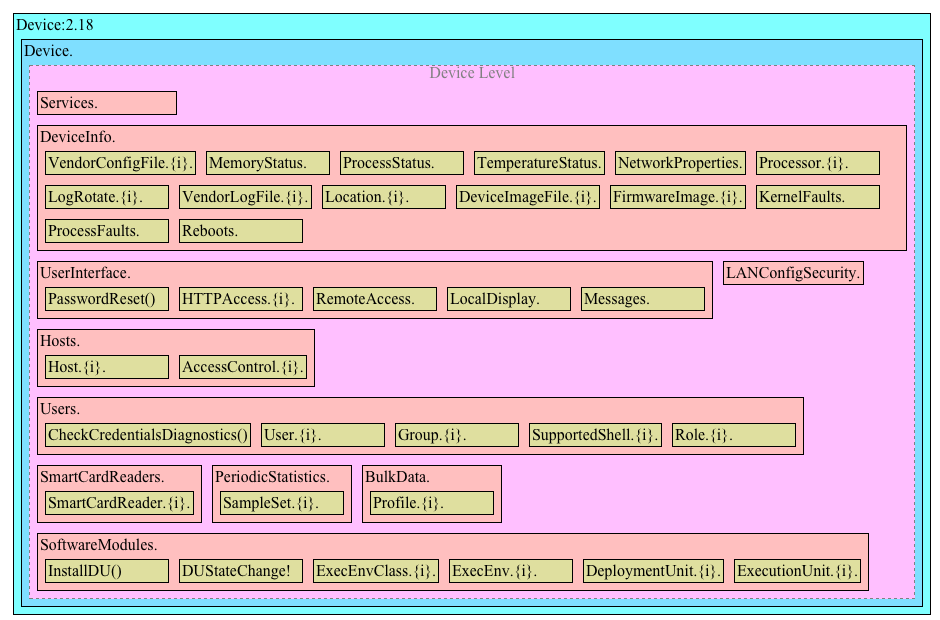 Device:2.18
Device.
Device Level
Services.
DeviceInfo.
VendorConfigFile.{i}. MemoryStatus. ProcessStatus. TemperatureStatus. NetworkProperties. Processor.{i}.
LogRotate.{i}. VendorLogFile.{i}. Location.{i}. DeviceImageFile.{i}. FirmwareImage.{i}. KernelFaults.
ProcessFaults. Reboots.
UserInterface. LANConfigSecurity.
PasswordReset() HTTPAccess.{i}. RemoteAccess. LocalDisplay. Messages.
Hosts.
Host.{i}. AccessControl.{i}.
Users.
CheckCredentialsDiagnostics() User.{i}. Group.{i}. SupportedShell.{i}. Role.{i}.
SmartCardReaders. PeriodicStatistics. BulkData.
SmartCardReader.{i}. SampleSet.{i}. Profile.{i}.
SoftwareModules.
InstallDU() DUStateChange! ExecEnvClass.{i}. ExecEnv.{i}. DeploymentUnit.{i}. ExecutionUnit.{i}.